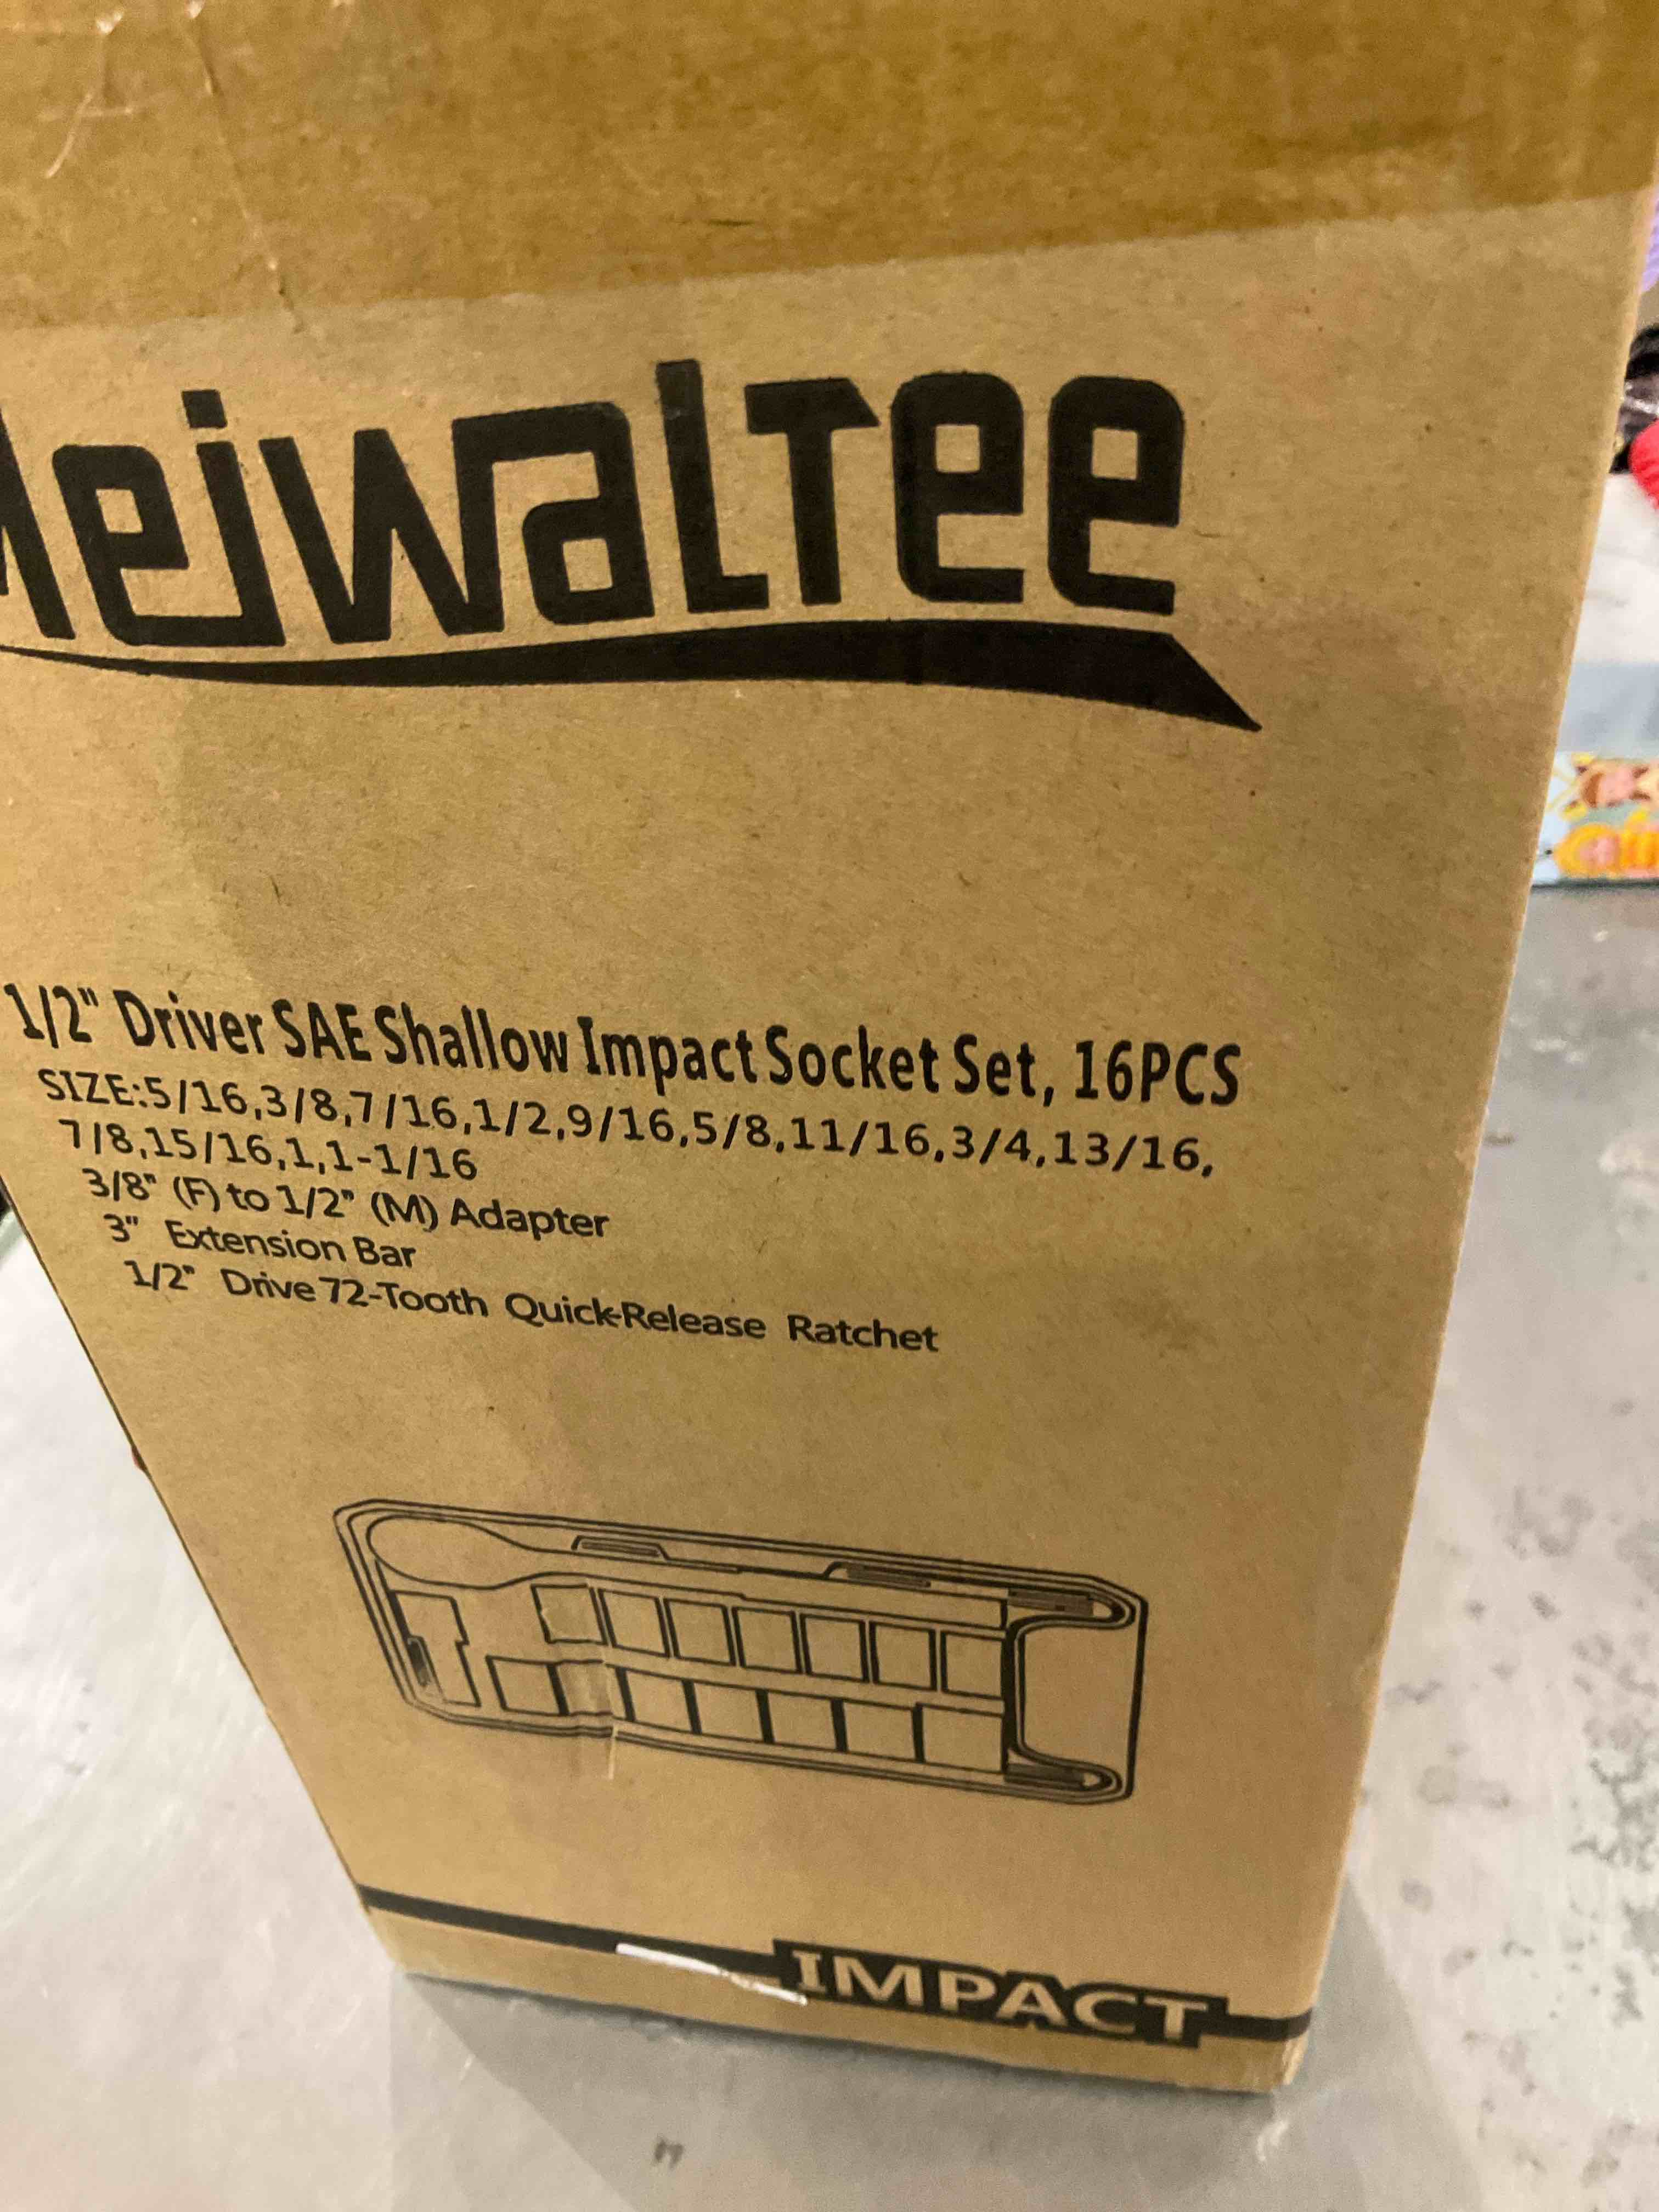 MeiwalTee
1/2" Driver SAE Shallow Impact Socket Set, 16PCS
SIZE:5/16,3/8,7/16,1/2,9/16,5/8,11/16,3/4,13/16,
7/8,15/16,1,1-1/16
3/8" (F) to 1/2" (M) Adapter
3" Extension Bar
1/2" Drive 72-Tooth Quick-Release Ratchet
IMPACT